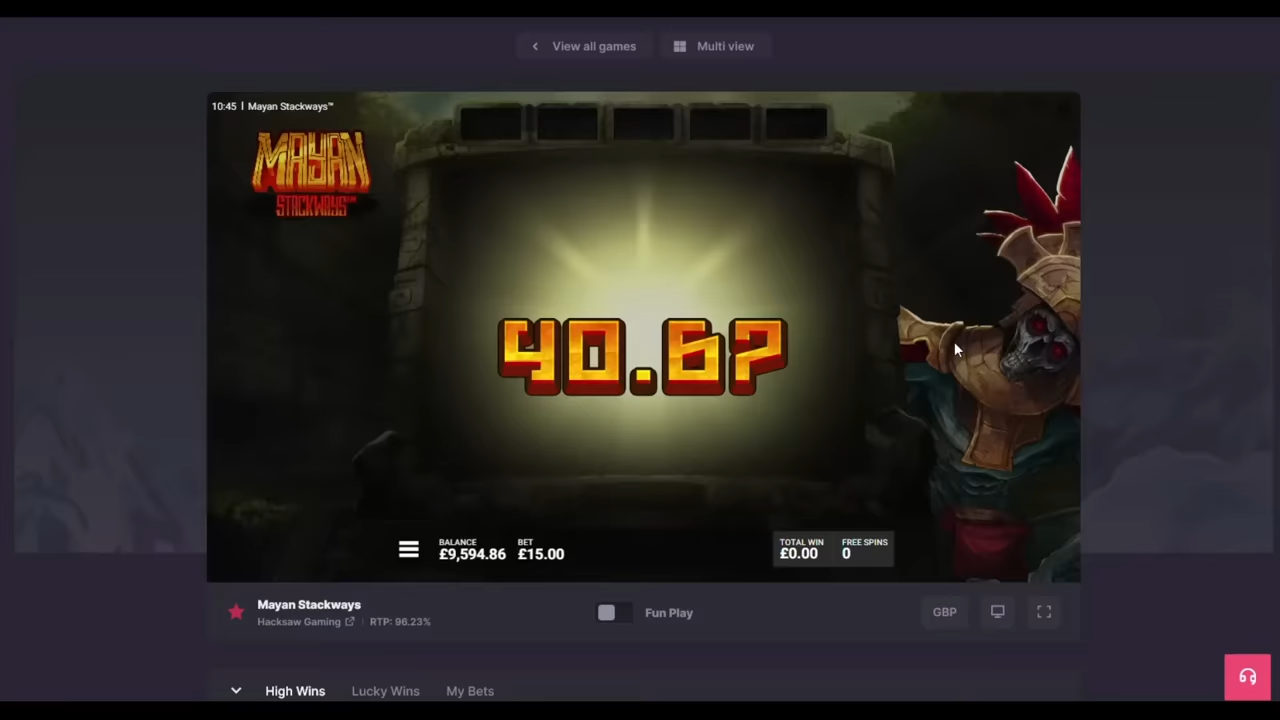 View all games
Multi view
10:45 | Mayan Stackways™
MAYAN
STACKWAYS™
40.67
BALANCE
£9,594.86
BET
£15.00
TOTAL WIN
£0.00
FREE SPINS
0
Mayan Stackways
Hacksaw Gaming
RTP: 96.23%
Fun Play
GBP
High Wins
Lucky Wins
My Bets